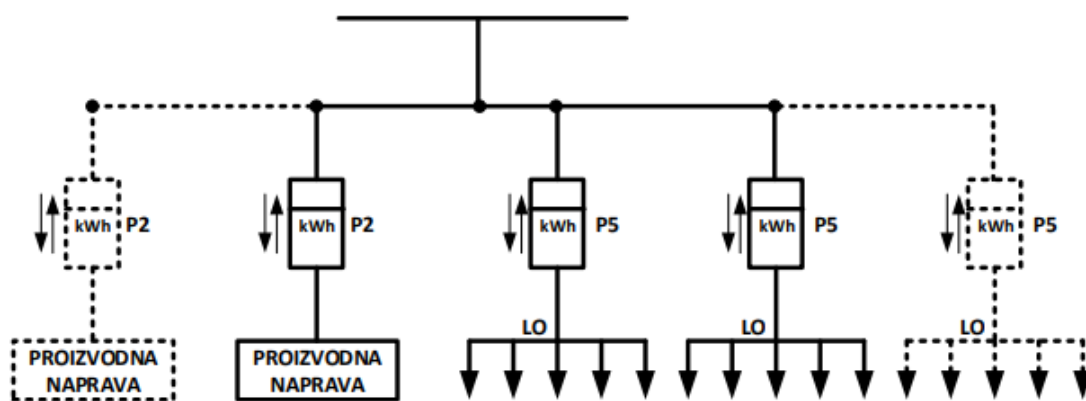 kWh P2 kWh P2 kWh P5 kWh P5 kWh P5
LO LO LO
PROIZVODNA PROIZVODNA
NAPRAVA NAPRAVA